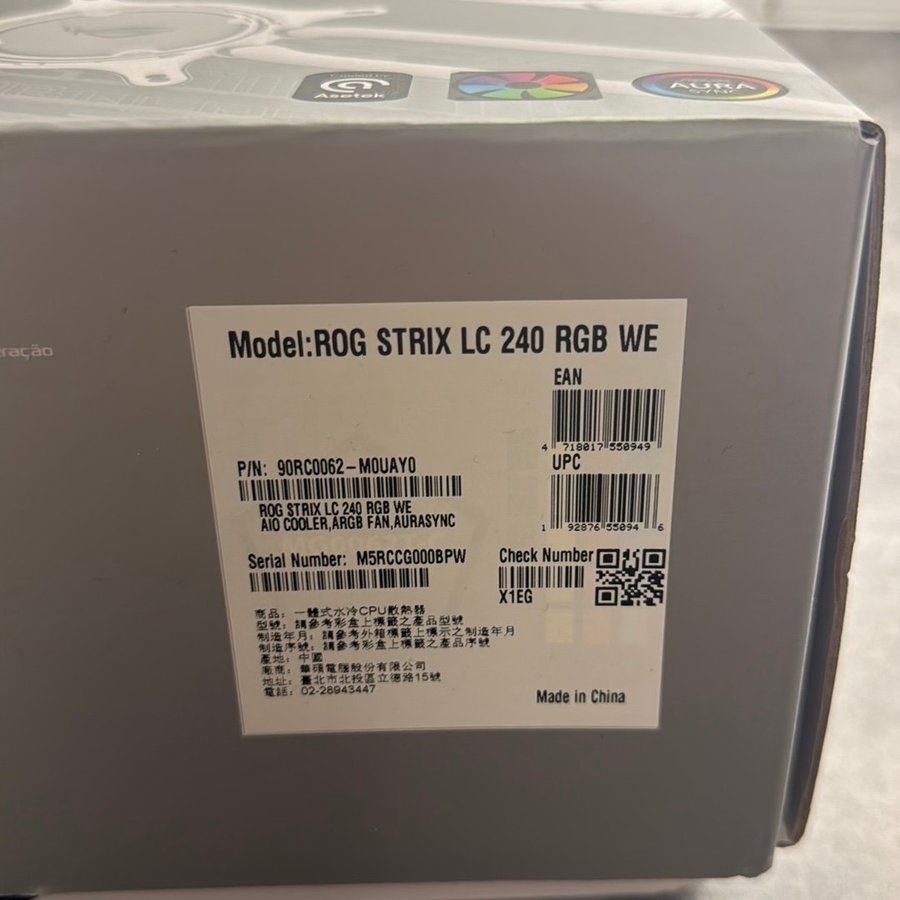 Asetek
AURA
SYNC
ração
Model:ROG STRIX LC 240 RGB WE
EAN
4 718017 550949
P/N: 90RC0062-M0UAY0
UPC
1 92876 55094 6
ROG STRIX LC 240 RGB WE
AIO COOLER,ARGB FAN,AURASYNC
Serial Number: M5RCCG000BPW
Check Number
X1EG
商品: 一體式水冷CPU散熱器
型號: 請參考彩盒上標籤之產品型號
制造年月: 請參考外箱標籤上標示之制造年月
制造序號: 請參考彩盒上標籤之產品序號
產地: 中國
廠商: 華碩電腦股份有限公司
地址: 臺北市北投區立德路15號
電話: 02-28943447
Made in China